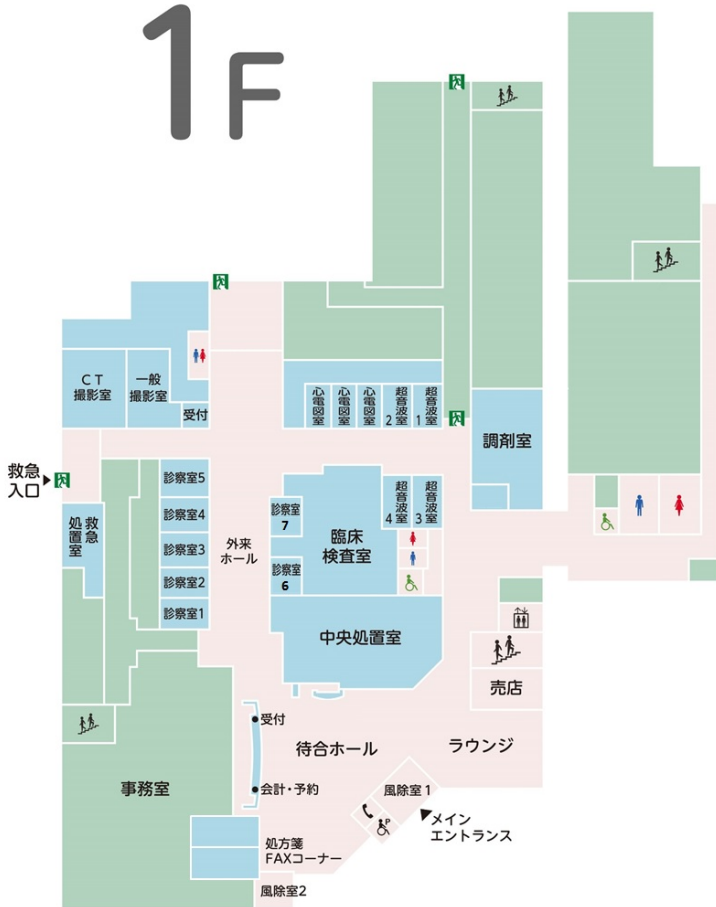 1F
CT
撮影室
一般
撮影室
受付
心電図室
心電図室
心電図室
超音波室2
超音波室1
調剤室
救急
入口
救急
処置室
診察室5
診察室4
診察室3
診察室2
診察室1
外来
ホール
診察室
7
診察室
6
臨床
検査室
超音波室4
超音波室3
中央処置室
売店
受付
待合ホール
ラウンジ
会計・予約
事務室
風除室1
P
メイン
エントランス
処方箋
FAXコーナー
風除室2